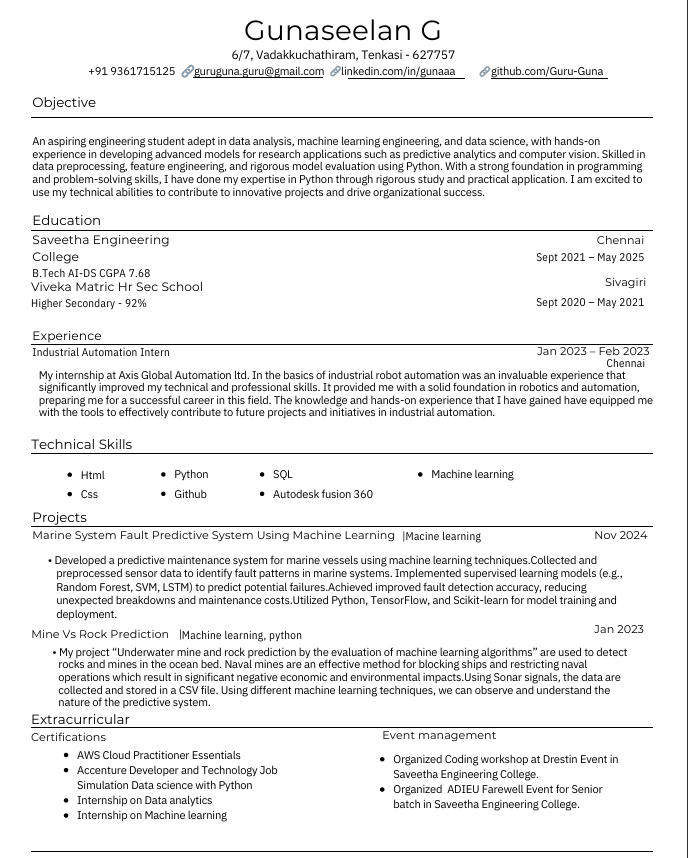 Gunaseelan G
6/7, Vadakkuchathiram, Tenkasi - 627757
+91 9361715125 guruguna.guru@gmail.com linkedin.com/in/gunaaa github.com/Guru-Guna
Objective
An aspiring engineering student adept in data analysis, machine learning engineering, and data science, with hands-on
experience in developing advanced models for research applications such as predictive analytics and computer vision. Skilled in
data preprocessing, feature engineering, and rigorous model evaluation using Python. With a strong foundation in programming
and problem-solving skills, I have done my expertise in Python through rigorous study and practical application. I am excited to
use my technical abilities to contribute to innovative projects and drive organizational success.
Education
Saveetha Engineering Chennai
College Sept 2021 – May 2025
B.Tech AI-DS CGPA 7.68
Viveka Matric Hr Sec School Sivagiri
Higher Secondary - 92% Sept 2020 – May 2021
Experience
Industrial Automation Intern Jan 2023 – Feb 2023
Chennai
My internship at Axis Global Automation ltd. In the basics of industrial robot automation was an invaluable experience that
significantly improved my technical and professional skills. It provided me with a solid foundation in robotics and automation,
preparing me for a successful career in this field. The knowledge and hands-on experience that I have gained have equipped me
with the tools to effectively contribute to future projects and initiatives in industrial automation.
Technical Skills
• Html • Python • SQL • Machine learning
• Css • Github • Autodesk fusion 360
Projects
Marine System Fault Predictive System Using Machine Learning |Macine learning Nov 2024
• Developed a predictive maintenance system for marine vessels using machine learning techniques.Collected and
preprocessed sensor data to identify fault patterns in marine systems. Implemented supervised learning models (e.g.,
Random Forest, SVM, LSTM) to predict potential failures.Achieved improved fault detection accuracy, reducing
unexpected breakdowns and maintenance costs.Utilized Python, TensorFlow, and Scikit-learn for model training and
deployment.
Mine Vs Rock Prediction |Machine learning, python Jan 2023
• My project “Underwater mine and rock prediction by the evaluation of machine learning algorithms” are used to detect
rocks and mines in the ocean bed. Naval mines are an effective method for blocking ships and restricting naval
operations which result in significant negative economic and environmental impacts.Using Sonar signals, the data are
collected and stored in a CSV file. Using different machine learning techniques, we can observe and understand the
nature of the predictive system.
Extracurricular
Certifications
• AWS Cloud Practitioner Essentials
• Accenture Developer and Technology Job
Simulation Data science with Python
• Internship on Data analytics
• Internship on Machine learning
Event management
• Organized Coding workshop at Drestin Event in
Saveetha Engineering College.
• Organized ADIEU Farewell Event for Senior
batch in Saveetha Engineering College.